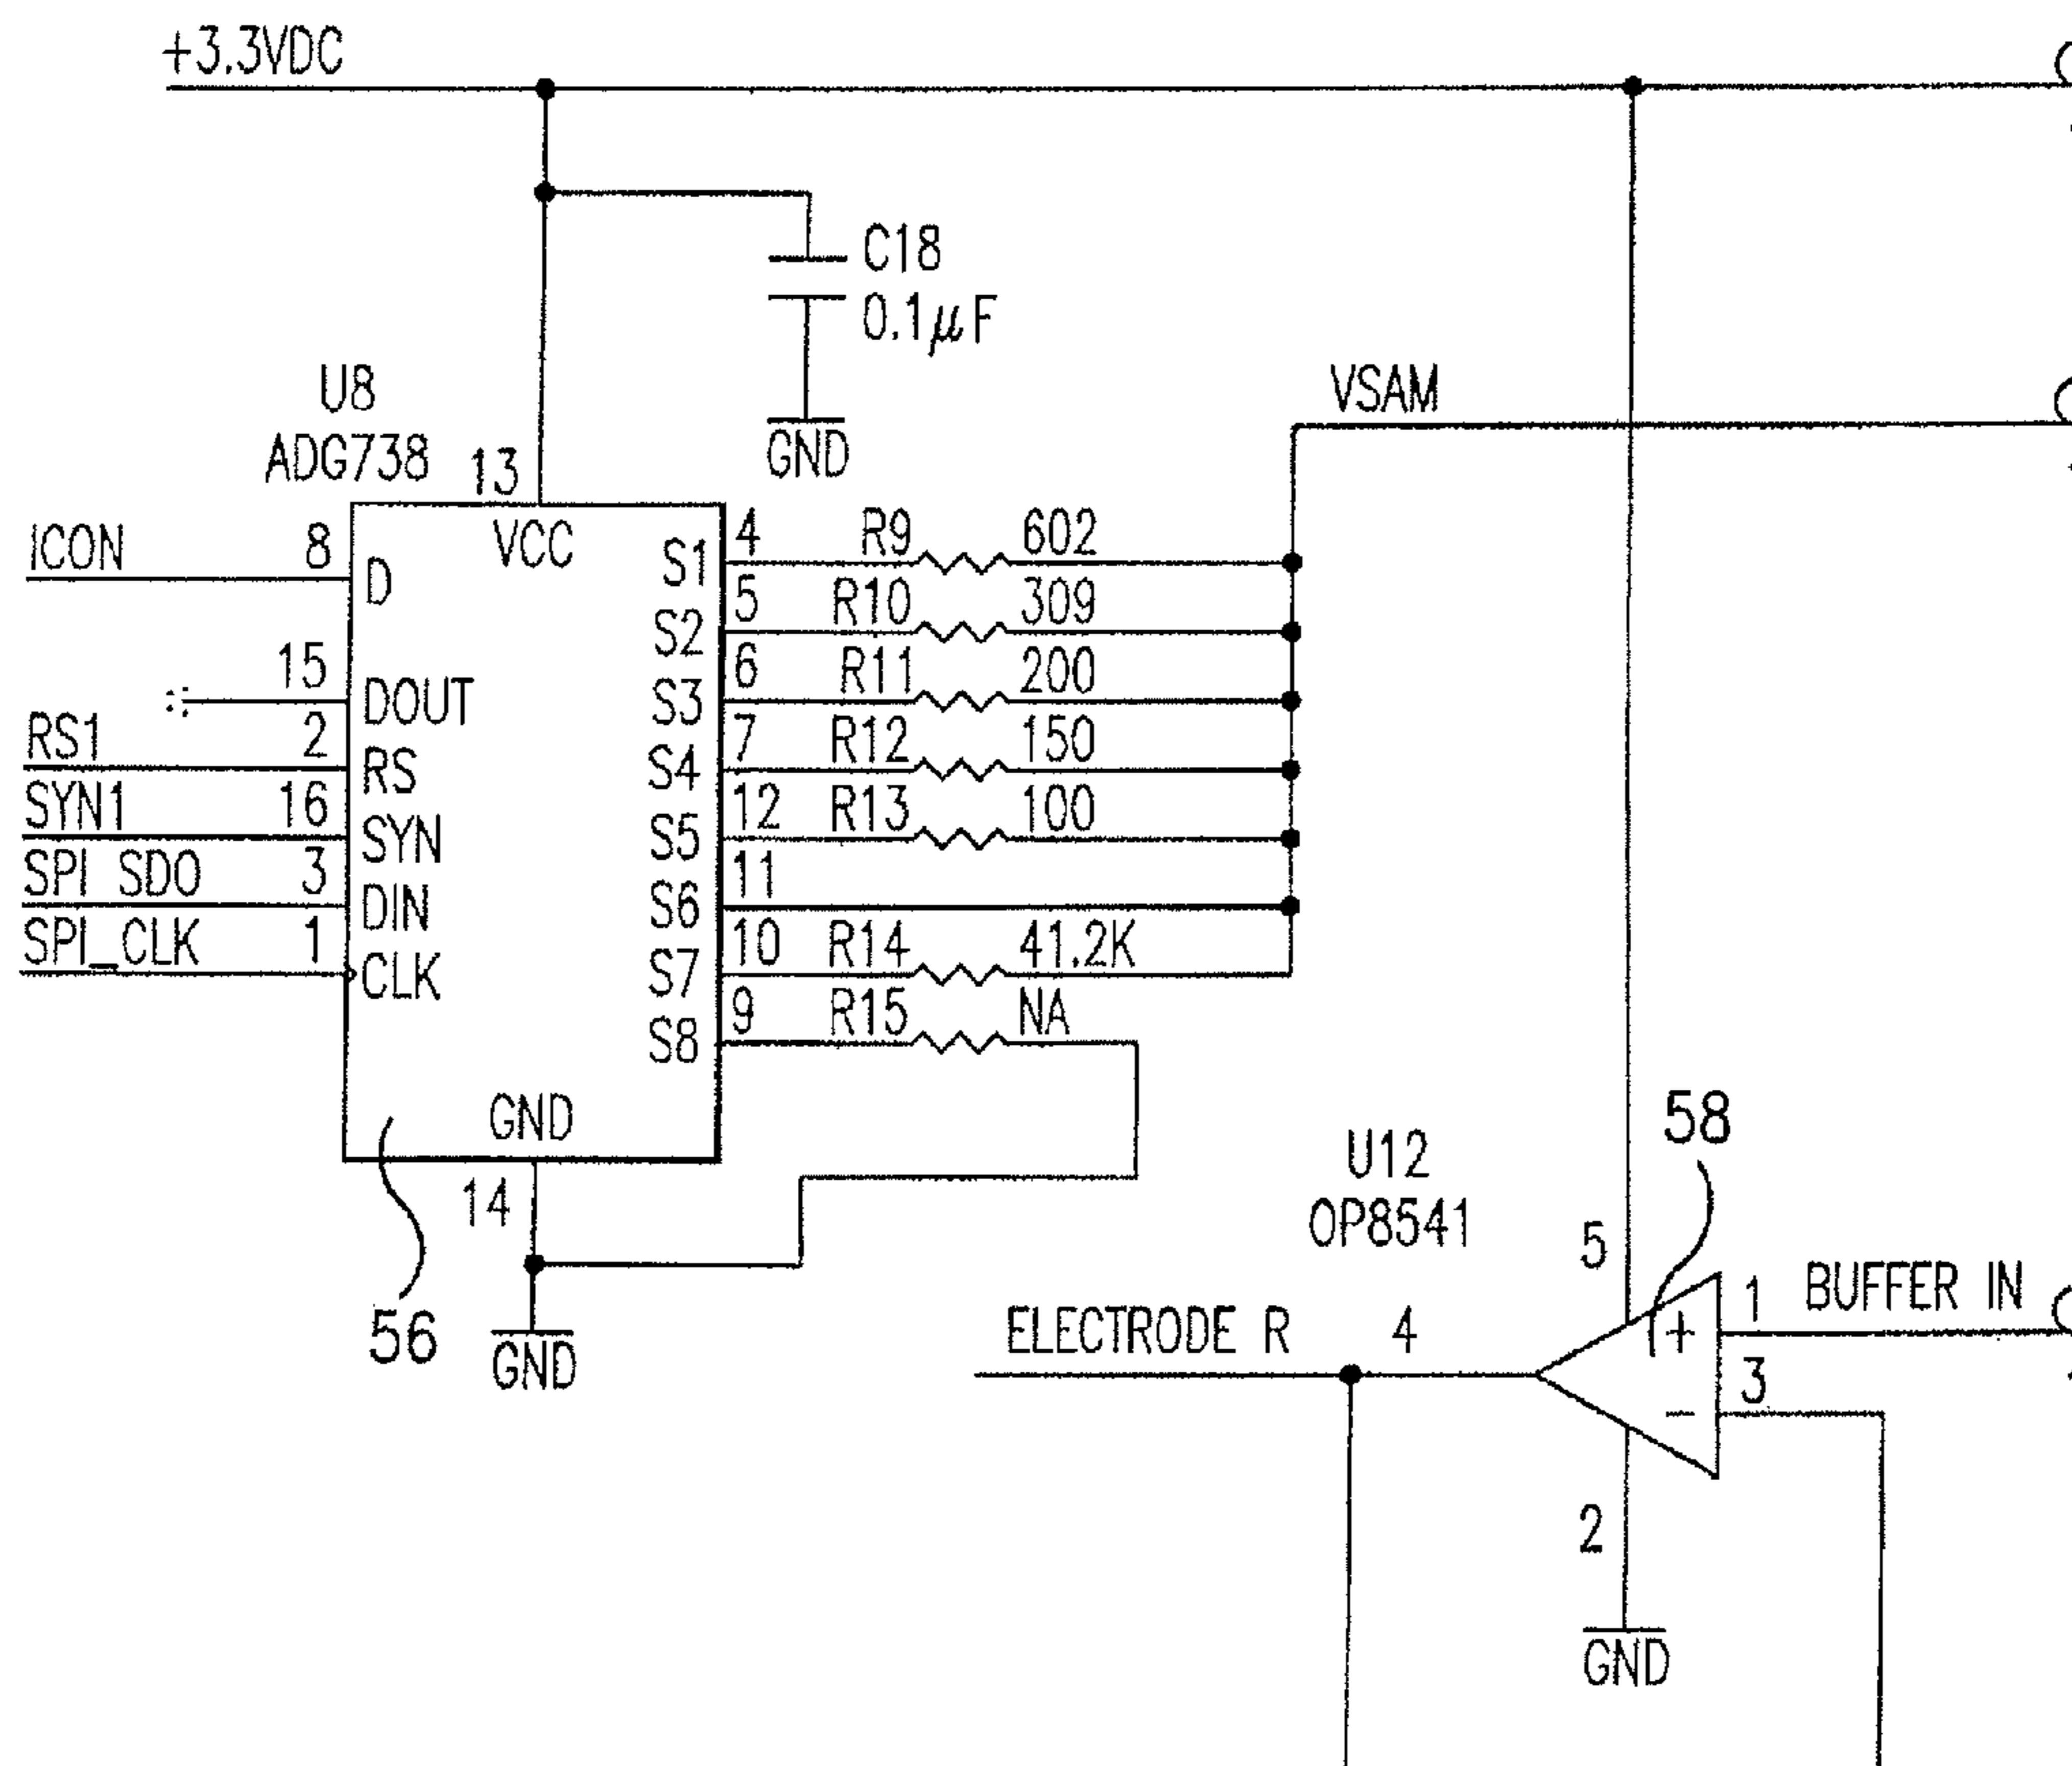 +3.3VDC
C18
0.1μF
GND
U8
ADG738
13
VCC
VSAM
ICON 8 D
S1 4 R9 602
S2 5 R10 309
15 DOUT
S3 6 R11 200
RS1 2 RS
S4 7 R12 150
SYN1 16 SYN
S5 12 R13 100
SPI_SDO 3 DIN
S6 11
SPI_CLK 1 CLK
S7 10 R14 41.2K
S8 9 R15 NA
GND
14
56
GND
U12
OP8541
58
5
ELECTRODE R 4
+ 1 BUFFER IN
- 3
2
GND